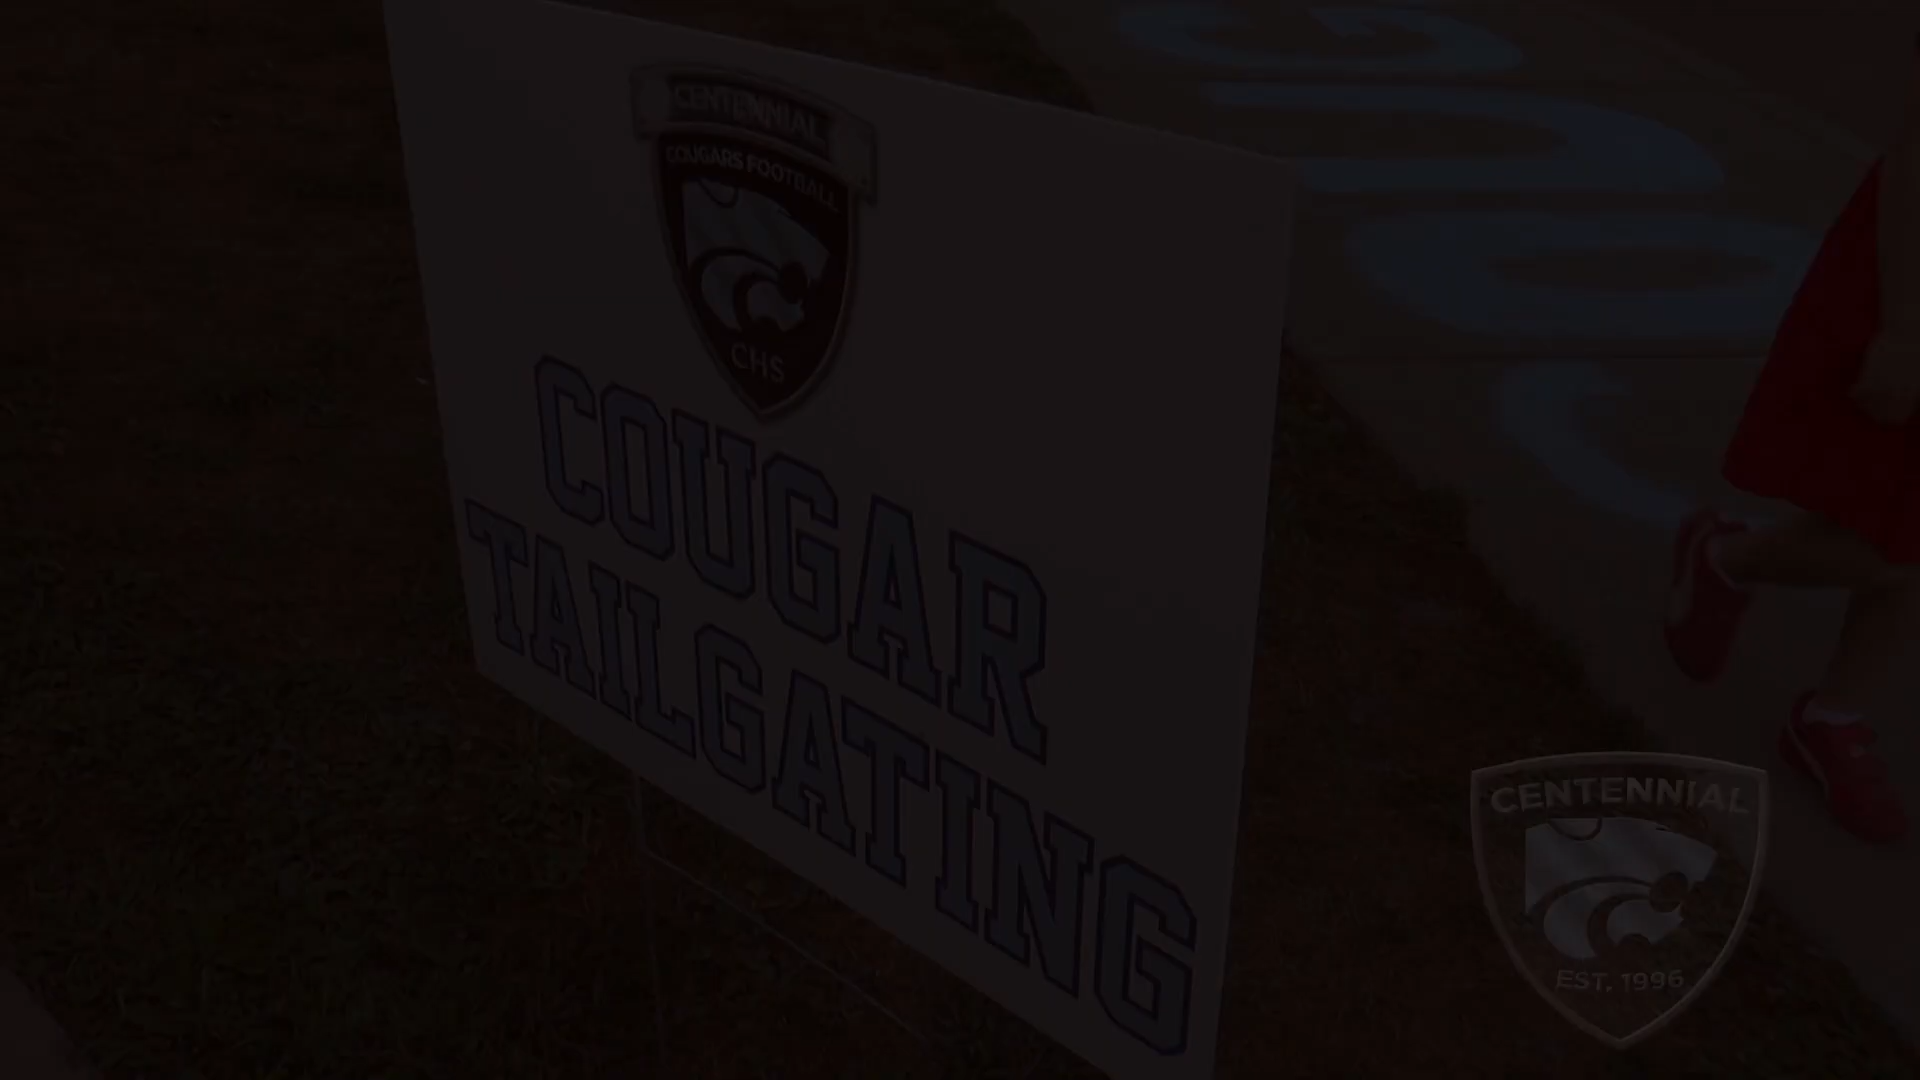 CENTENNIAL
COUGARS FOOTBALL
CHS
COUGAR
TAILGATING
CENTENNIAL
EST. 1996